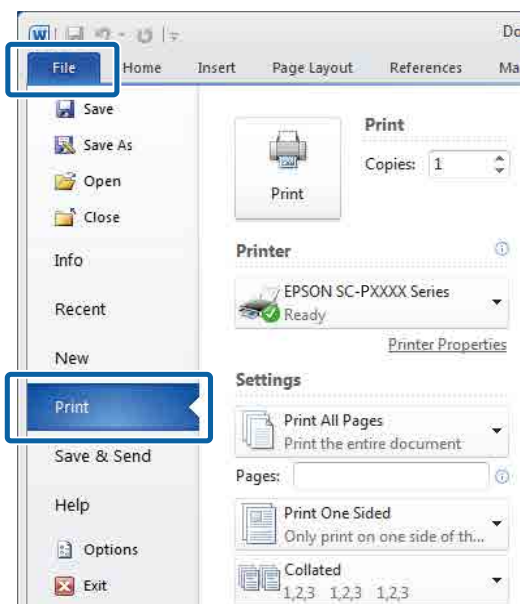 W Do
File Home Insert Page Layout References Ma
Save
Save As
Open
Close
Info
Recent
New
Print
Save & Send
Help
Options
Exit
Print
Print
Copies: 1
Printer
EPSON SC-PXXXX Series
Ready
Printer Properties
Settings
Print All Pages
Print the entire document
Pages:
Print One Sided
Only print on one side of th...
Collated
1,2,3 1,2,3 1,2,3